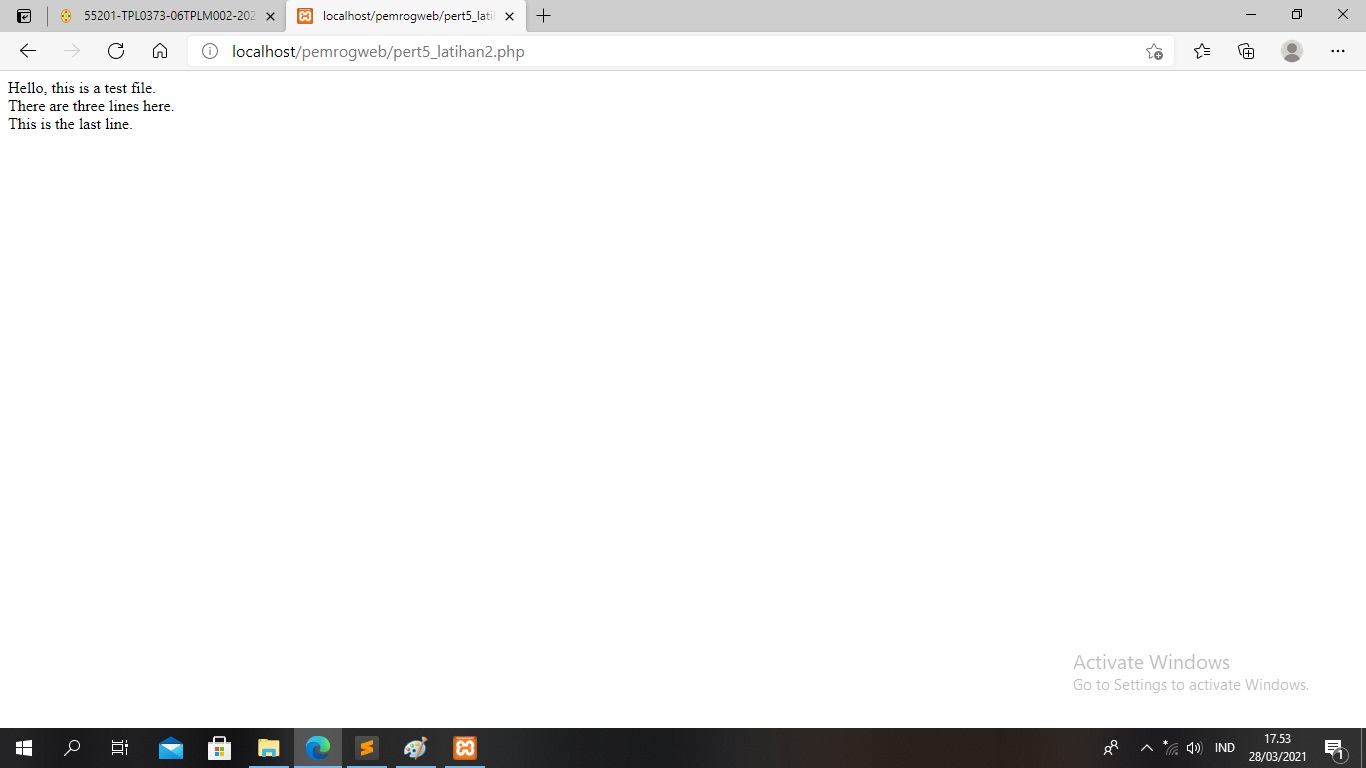 55201-TPL0373-06TPLM002-202
localhost/pemrogweb/pert5_lati
localhost/pemrogweb/pert5_latihan2.php
Hello, this is a test file.
There are three lines here.
This is the last line.
Activate Windows
Go to Settings to activate Windows.
IND
17.53
28/03/2021
1